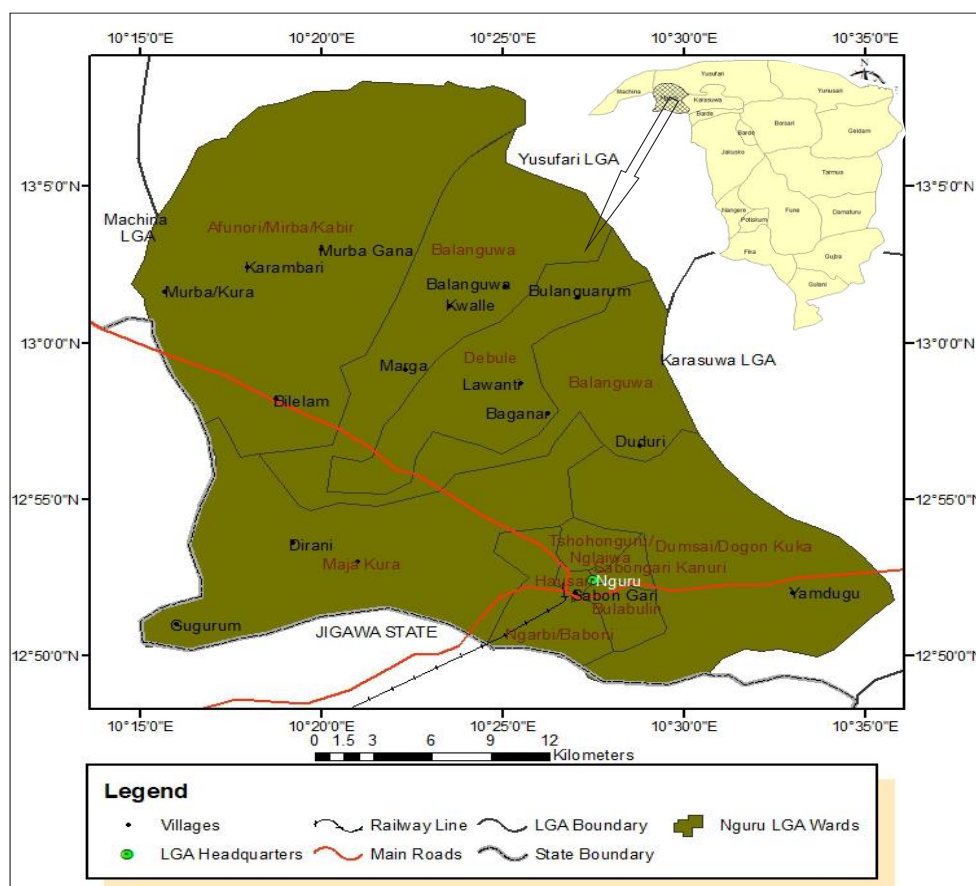 10°15'0"E 10°20'0"E 10°25'0"E 10°30'0"E 10°35'0"E
N
Yusufari
Machina
Yunusari
Karasuwa
Barde
Borsari
Geidam
Barde
Jakusko
Tarmua
Nangere
Fune
Damaturu
Potiskum
Fika
Gujba
Gulani
Yusufari LGA
13°5'0"N 13°5'0"N
Machina
LGA
Afunori/Mirba/Kabir
Murba Gana
Balanguwa
Karambari
Murba/Kura
Balanguwa
Bulanguarum
Kwalle
13°0'0"N 13°0'0"N
Karasuwa LGA
Marga
Debule
Lawanti
Balanguwa
Bilelam
Baganar
Duduri
12°55'0"N 12°55'0"N
Dirani
Maja Kura
Tshohonguru/
Nglaiwa
Dumsai/Dogon Kuka
Sabongari Kanuri
Hausari
Nguru
Sabon Gari
Bulabulin
Yamdugu
Gugurum
JIGAWA STATE
Ngarbi/Baboni
12°50'0"N 12°50'0"N
10°15'0"E 10°20'0"E 10°25'0"E 10°30'0"E 10°35'0"E
0 1.5 3 6 9 12
Kilometers
Legend
Villages Railway Line LGA Boundary Nguru LGA Wards
LGA Headquarters Main Roads State Boundary